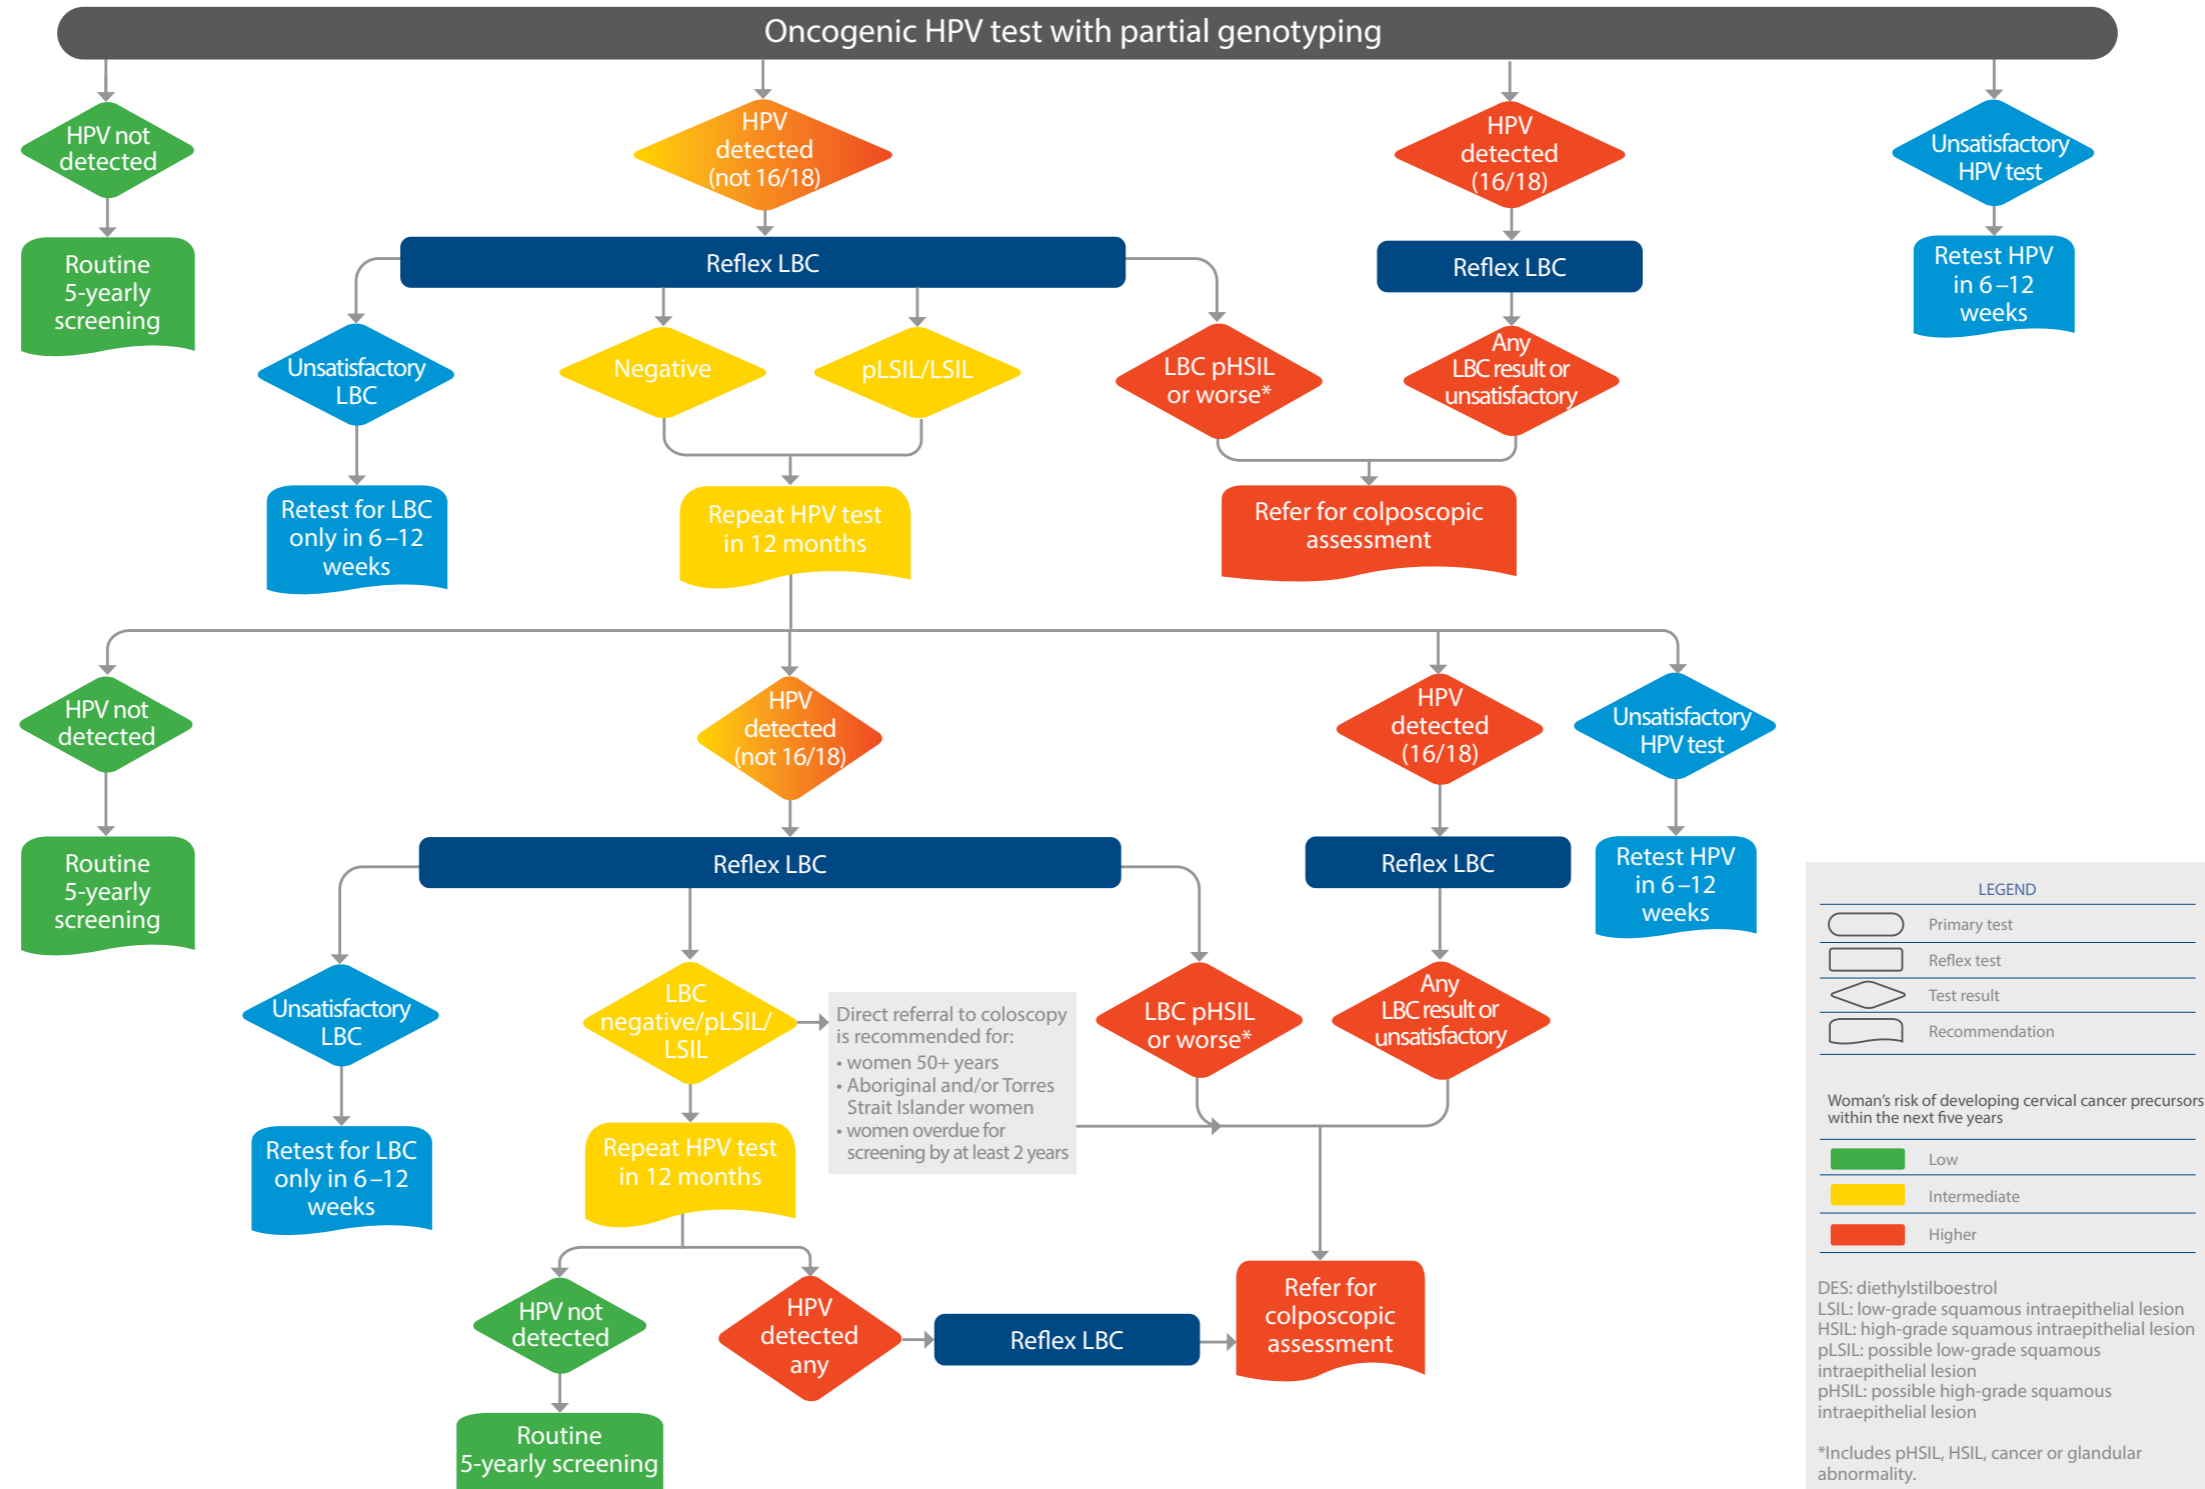 Oncogenic HPV test with partial genotyping
HPV not
detected
HPV
detected
(not 16/18)
HPV
detected
(16/18)
Unsatisfactory
HPV test
Routine
5-yearly
screening
Reflex LBC
Reflex LBC
Retest HPV
in 6–12
weeks
Unsatisfactory
LBC
Negative
pLSIL/LSIL
LBC pHSIL
or worse*
Any
LBC result or
unsatisfactory
Retest for LBC
only in 6–12
weeks
Repeat HPV test
in 12 months
Refer for colposcopic
assessment
HPV not
detected
HPV
detected
(not 16/18)
HPV
detected
(16/18)
Unsatisfactory
HPV test
Routine
5-yearly
screening
Reflex LBC
Reflex LBC
Retest HPV
in 6–12
weeks
Unsatisfactory
LBC
LBC
negative/pLSIL/
LSIL
Direct referral to coloscopy
is recommended for:
• women 50+ years
• Aboriginal and/or Torres
Strait Islander women
• women overdue for
screening by at least 2 years
LBC pHSIL
or worse*
Any
LBC result or
unsatisfactory
Retest for LBC
only in 6–12
weeks
Repeat HPV test
in 12 months
HPV not
detected
HPV
detected
any
Reflex LBC
Refer for
colposcopic
assessment
Routine
5-yearly screening
LEGEND
Primary test
Reflex test
Test result
Recommendation
Woman's risk of developing cervical cancer precursors
within the next five years
Low
Intermediate
Higher
DES: diethylstilboestrol
LSIL: low-grade squamous intraepithelial lesion
HSIL: high-grade squamous intraepithelial lesion
pLSIL: possible low-grade squamous
intraepithelial lesion
pHSIL: possible high-grade squamous
intraepithelial lesion
*Includes pHSIL, HSIL, cancer or glandular
abnormality.